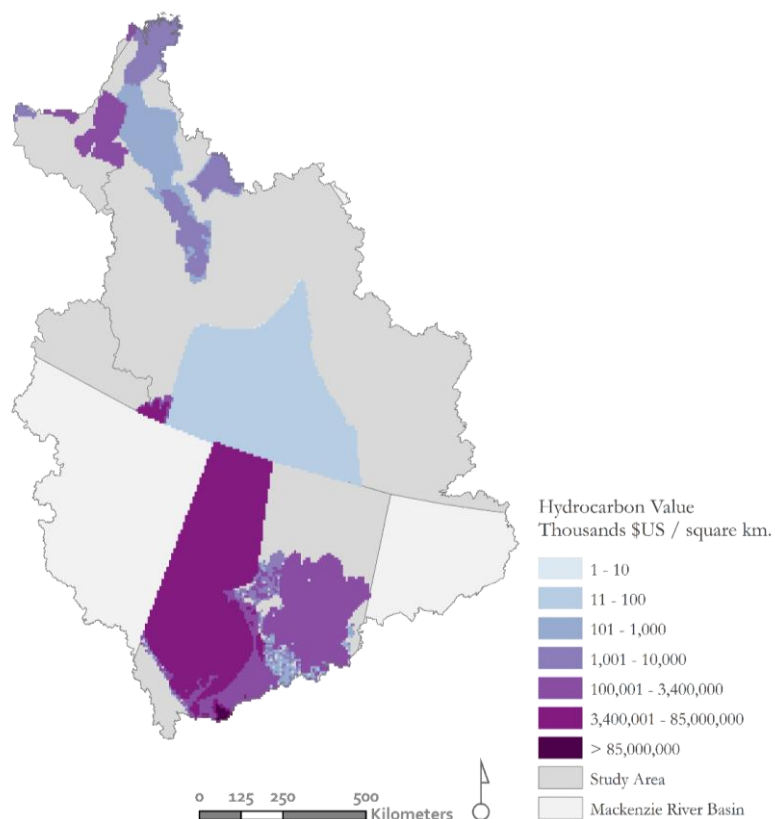 Hydrocarbon Value
Thousands $US / square km.
1 - 10
11 - 100
101 - 1,000
1,001 - 10,000
100,001 - 3,400,000
3,400,001 - 85,000,000
> 85,000,000
Study Area
Mackenzie River Basin
0 125 250 500
Kilometers